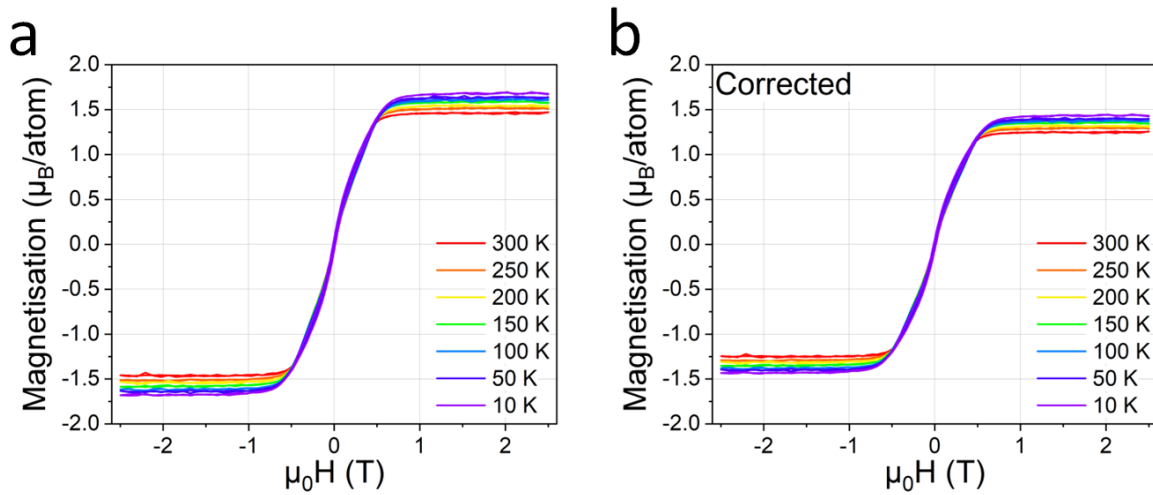 a
Magnetisation (μB/atom)
2.0
1.5
1.0
0.5
0.0
-0.5
-1.0
-1.5
-2.0
300 K
250 K
200 K
150 K
100 K
50 K
10 K
-2 -1 0 1 2
μ0H (T)
b
Corrected
Magnetisation (μB/atom)
2.0
1.5
1.0
0.5
0.0
-0.5
-1.0
-1.5
-2.0
300 K
250 K
200 K
150 K
100 K
50 K
10 K
-2 -1 0 1 2
μ0H (T)